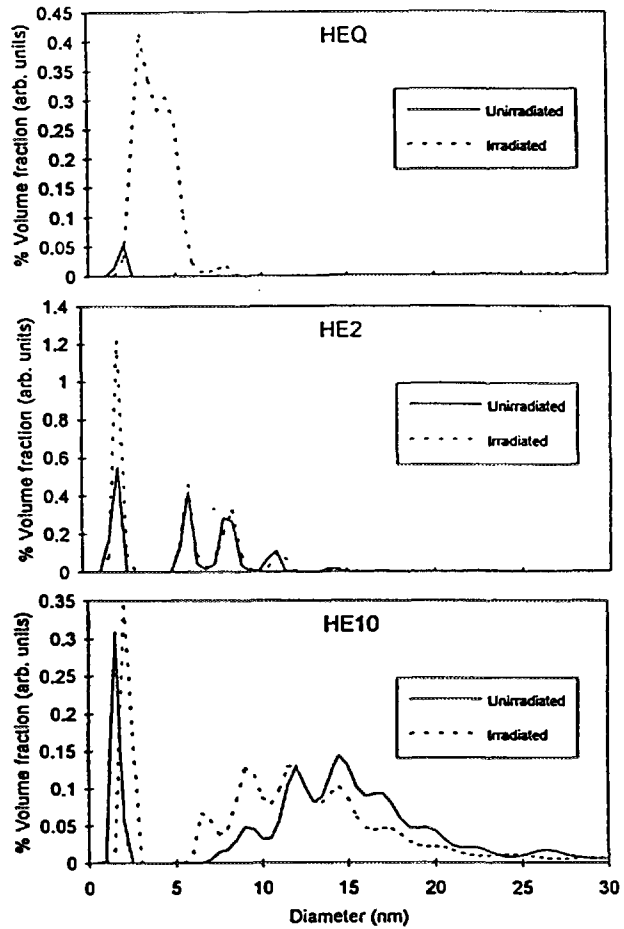 HEQ
% Volume fraction (arb. units)
0.45
0.4
0.35
0.3
0.25
0.2
0.15
0.1
0.05
0
Unirradiated
Irradiated
HE2
% Volume fraction (arb. units)
1.4
1.2
1
0.8
0.6
0.4
0.2
0
Unirradiated
Irradiated
HE10
% Volume fraction (arb. units)
0.35
0.3
0.25
0.2
0.15
0.1
0.05
0
Unirradiated
Irradiated
0 5 10 15 20 25 30
Diameter (nm)